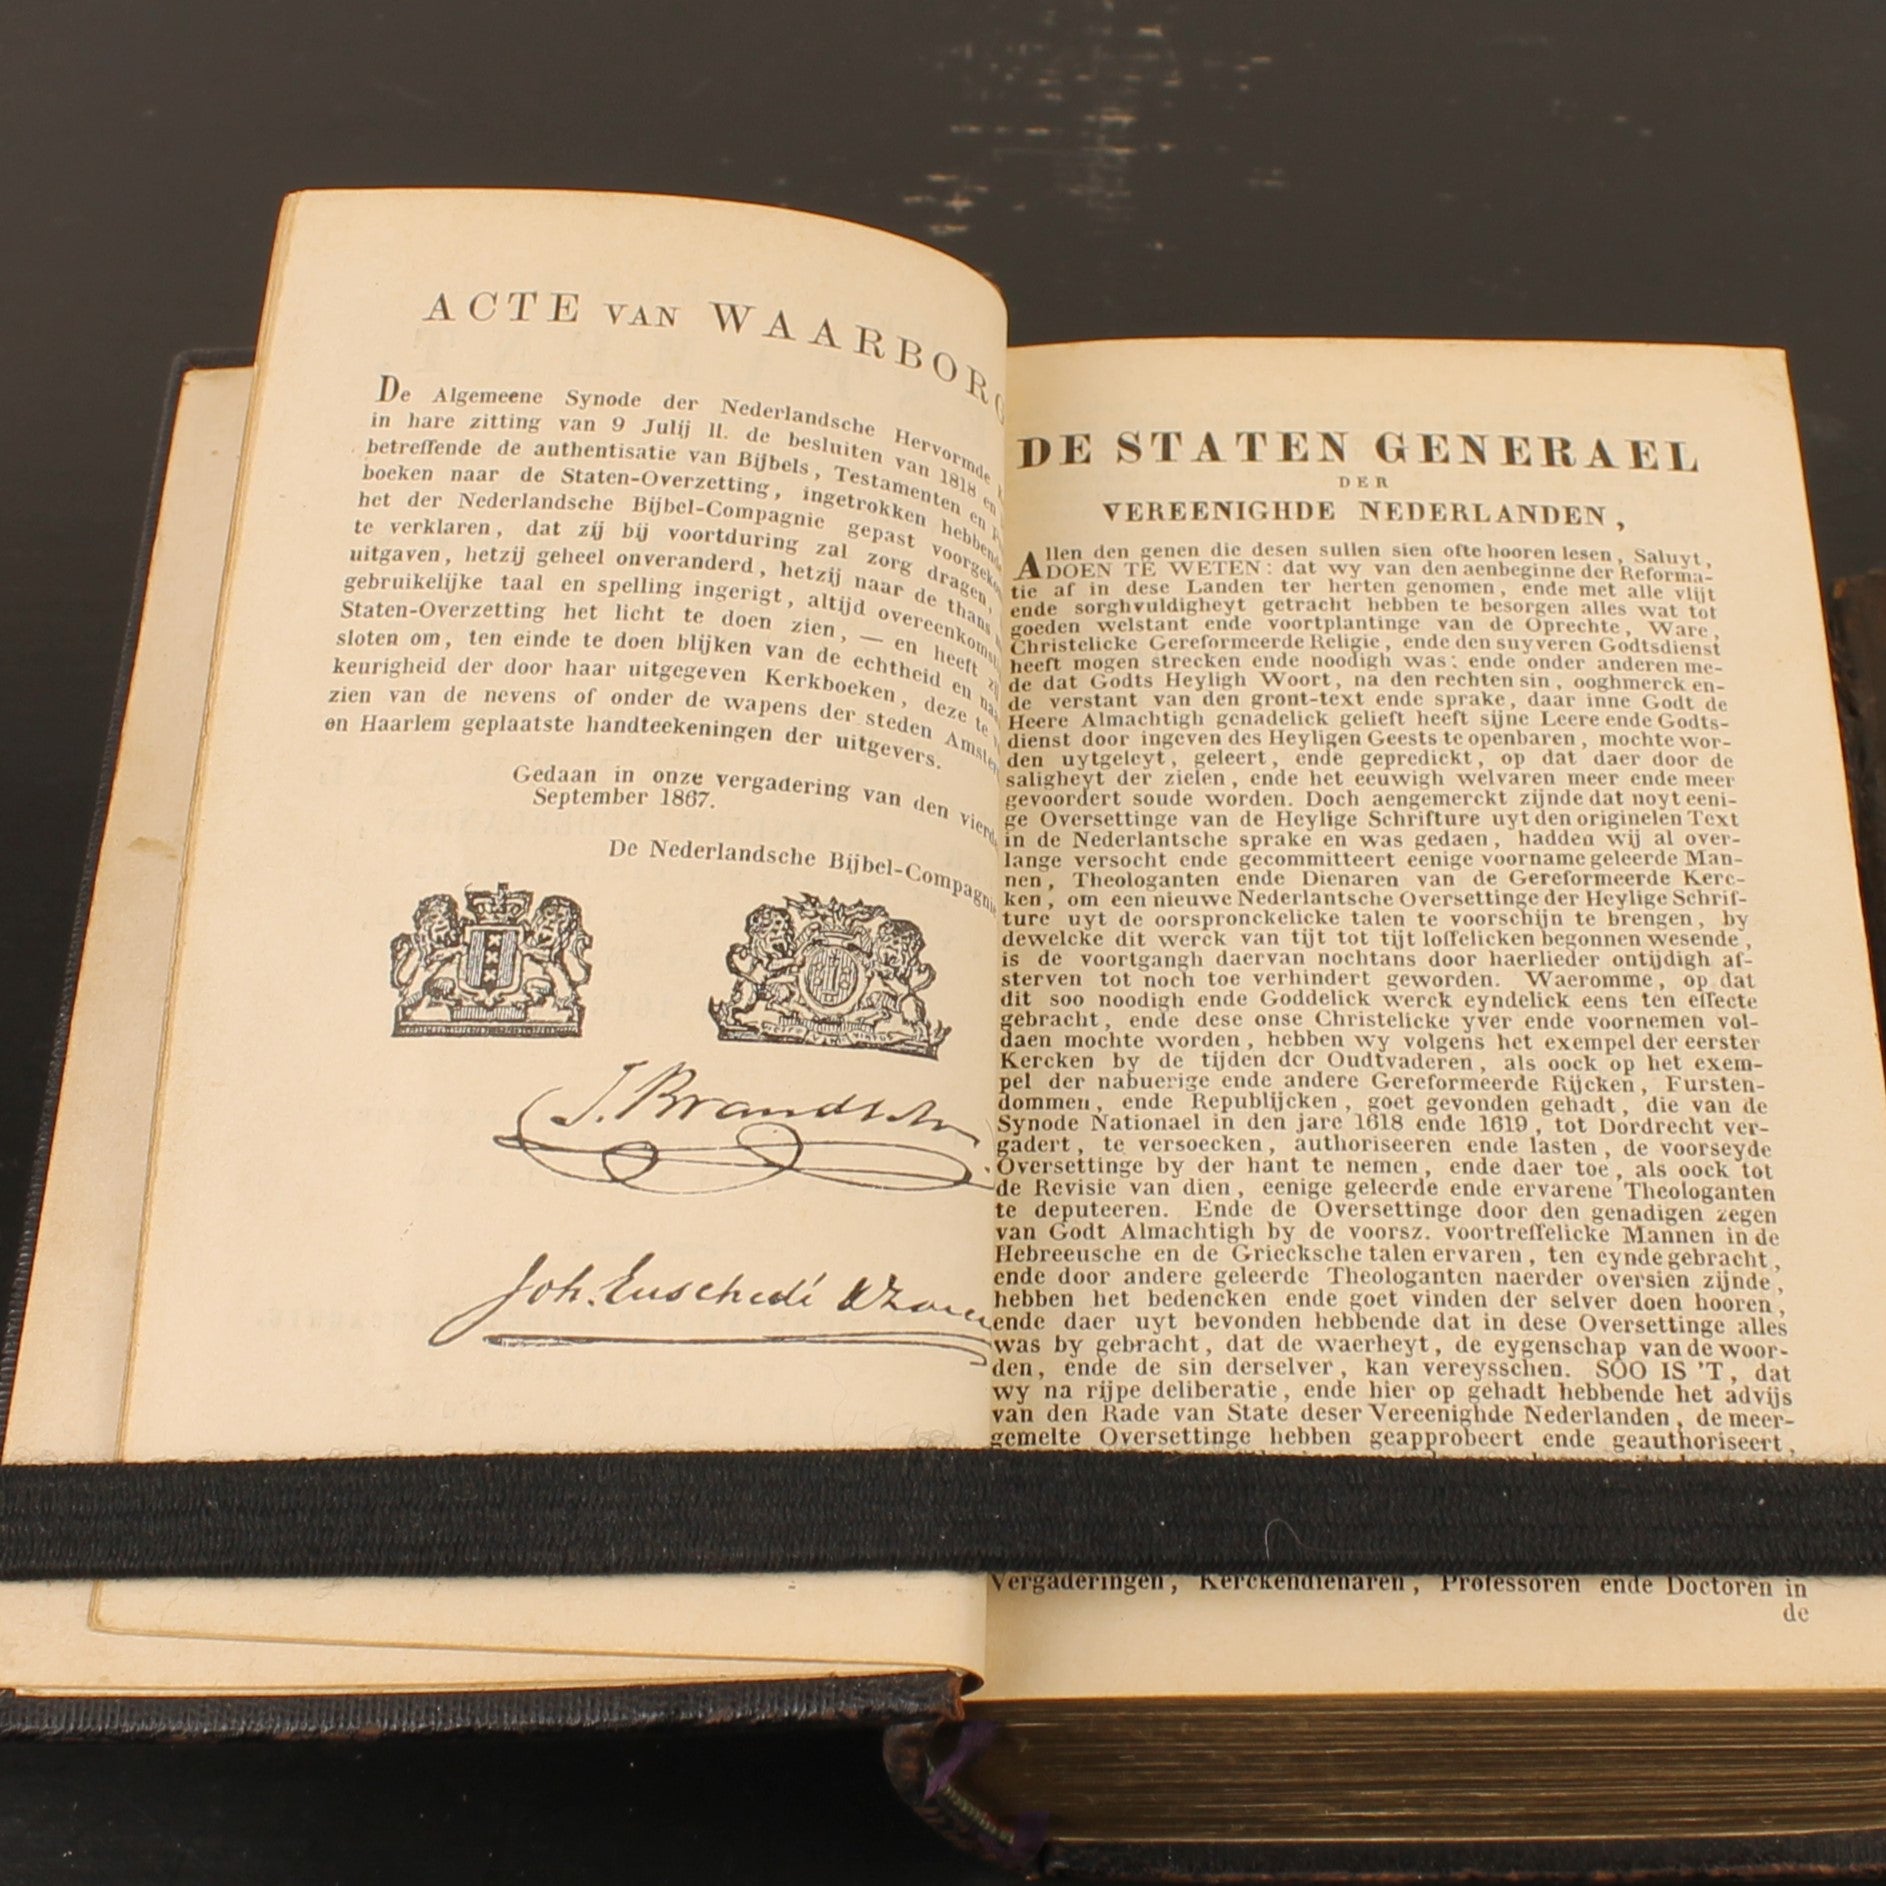 ACTE VAN WAARBORG
De Algemeene Synode der Nederlandsche Hervormde
in hare zitting van 9 Julij ll. de besluiten van 1818 en
betreffende de authentisatie van Bijbels, Testamenten en
boeken naar de Staten-Overzetting, ingetrokken hebbende
het der Nederlandsche Bijbel-Compagnie gepast
te verklaren, dat zij bij voortduring zal zorg dragen,
uitgaven, hetzij geheel onveranderd, hetzij naar de thans
gebruikelijke taal en spelling ingerigt, altijd
Staten-Overzetting het licht te doen zien, — en heeft
sloten om, ten einde te doen blijken van de echtheid en
keurigheid der door haar uitgegeven Kerkboeken, deze te
zien van de nevens of onder de wapens der steden
en Haarlem geplaatste handteekeningen der uitgevers.
Gedaan in onze vergadering van den
September 1867.
De Nederlandsche Bijbel-Compagnie
J. Brandt
Joh. Enschedé
DE STATEN GENERAEL
DER
VEREENIGHDE NEDERLANDEN,
Allen den genen die desen sullen sien ofte hooren lesen, Saluyt,
DOEN TE WETEN: dat wy van den aenbeginne der Reforma-
tie af in dese Landen ter herten genomen, ende met alle vlijt
ende sorghvuldigheyt getracht hebben te besorgen alles wat tot
goeden welstant ende voortplantinge van de Oprechte, Ware,
Christelicke Gereformeerde Religie, ende den suyveren Godtsdienst
heeft mogen strecken ende noodigh was: ende onder anderen me-
de dat Godts Heyligh Woort, na den rechten sin, ooghmerck en-
de verstant van den gront-text ende sprake, daar inne Godt de
Heere Almachtigh genadelick gelieft heeft sijne Leere ende Godts-
dienst door ingeven des Heyligen Geests te openbaren, mochte wor-
den uytgeleyt, geleert, ende gepredickt, op dat daer door de
saligheyt der zielen, ende het eeuwigh welvaren meer ende meer
gevoordert soude worden. Doch aengemerckt zijnde dat noyt eeni-
ge Oversettinge van de Heylige Schrifture uyt den originelen Text
in de Nederlantsche sprake en was gedaen, hadden wij al over-
lange versocht ende gecommitteert eenige voorname geleerde Man-
nen, Theologanten ende Dienaren van de Gereformeerde Kerc-
ken, om een nieuwe Nederlantsche Oversettinge der Heylige Schrif-
ture uyt de oorspronckelicke talen te voorschijn te brengen, by
dewelcke dit werck van tijt tot tijt loffelicken begonnen wesende,
is de voortgangh daervan nochtans door haerlieder ontijdigh af-
sterven tot noch toe verhindert geworden. Waeromme, op dat
dit soo noodigh ende Goddelick werck eyndelick eens ten effecte
gebracht, ende dese onse Christelicke yver ende voornemen vol-
daen mochte worden, hebben wy volgens het exempel der eerster
Kercken by de tijden der Oudtvaderen, als oock op het exem-
pel der nabuerige ende andere Gereformeerde Rijcken, Fursten-
dommen, ende Republijcken, goet gevonden gehadt, die van de
Synode Nationael in den jare 1618 ende 1619, tot Dordrecht ver-
gadert, te versoecken, authoriseeren ende lasten, de voorseyde
Oversettinge by der hant te nemen, ende daer toe, als oock tot
de Revisie van dien, eenige geleerde ende ervarene Theologanten
te deputeeren. Ende de Oversettinge door den genadigen zegen
van Godt Almachtigh by de voorsz. voortreffelicke Mannen in de
Hebreeusche en de Griecksche talen ervaren, ten eynde gebracht,
ende door andere geleerde Theologanten naerder oversien zijnde,
hebben het bedencken ende goet vinden der selver doen hooren,
ende daer uyt bevonden hebbende dat in dese Oversettinge alles
was by gebracht, dat de waerheyt, de eygenschap van de woor-
den, ende de sin derselver, kan vereysschen. SOO IS 'T, dat
wy na rijpe deliberatie, ende hier op gehadt hebbende het advijs
van den Rade van State deser Vereenighde Nederlanden, de meer-
gemelte Oversettinge hebben geapprobeert ende geauthoriseert,
Vergaderingen, Kerckendienaren, Professoren ende Doctoren in
de